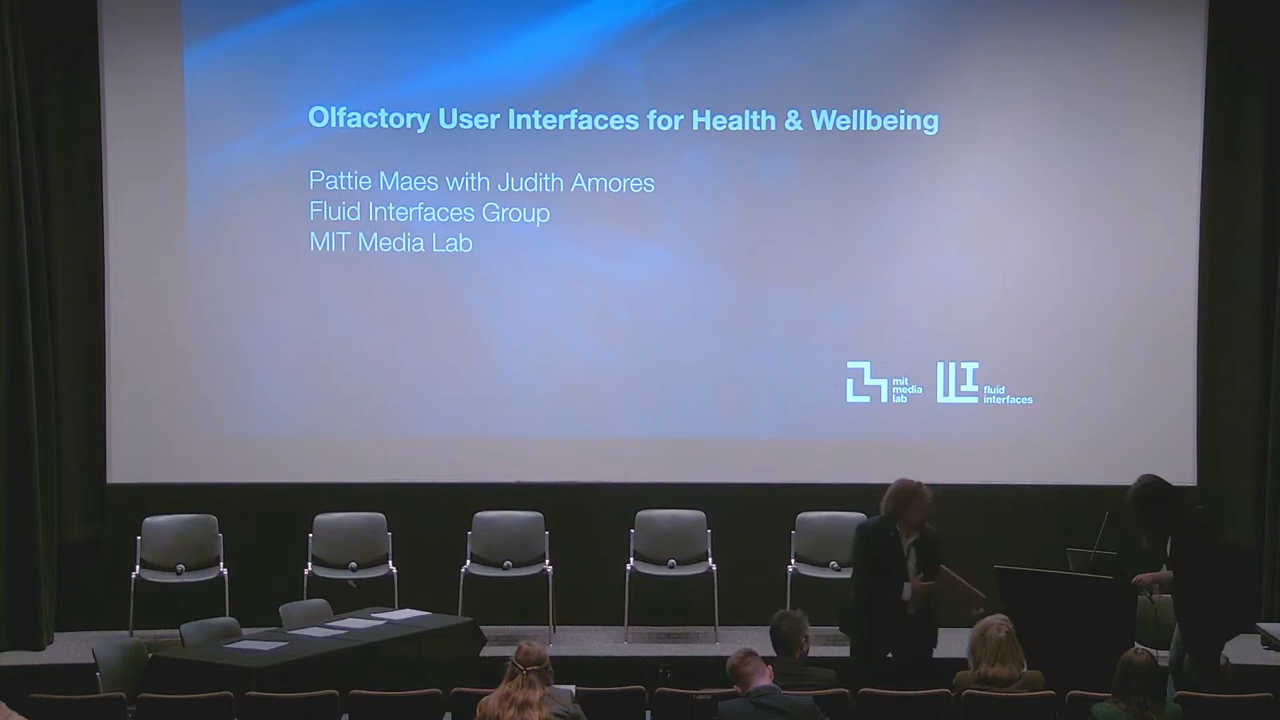 Olfactory User Interfaces for Health & Wellbeing
Pattie Maes with Judith Amores
Fluid Interfaces Group
MIT Media Lab
mit
media
lab
fluid
interfaces